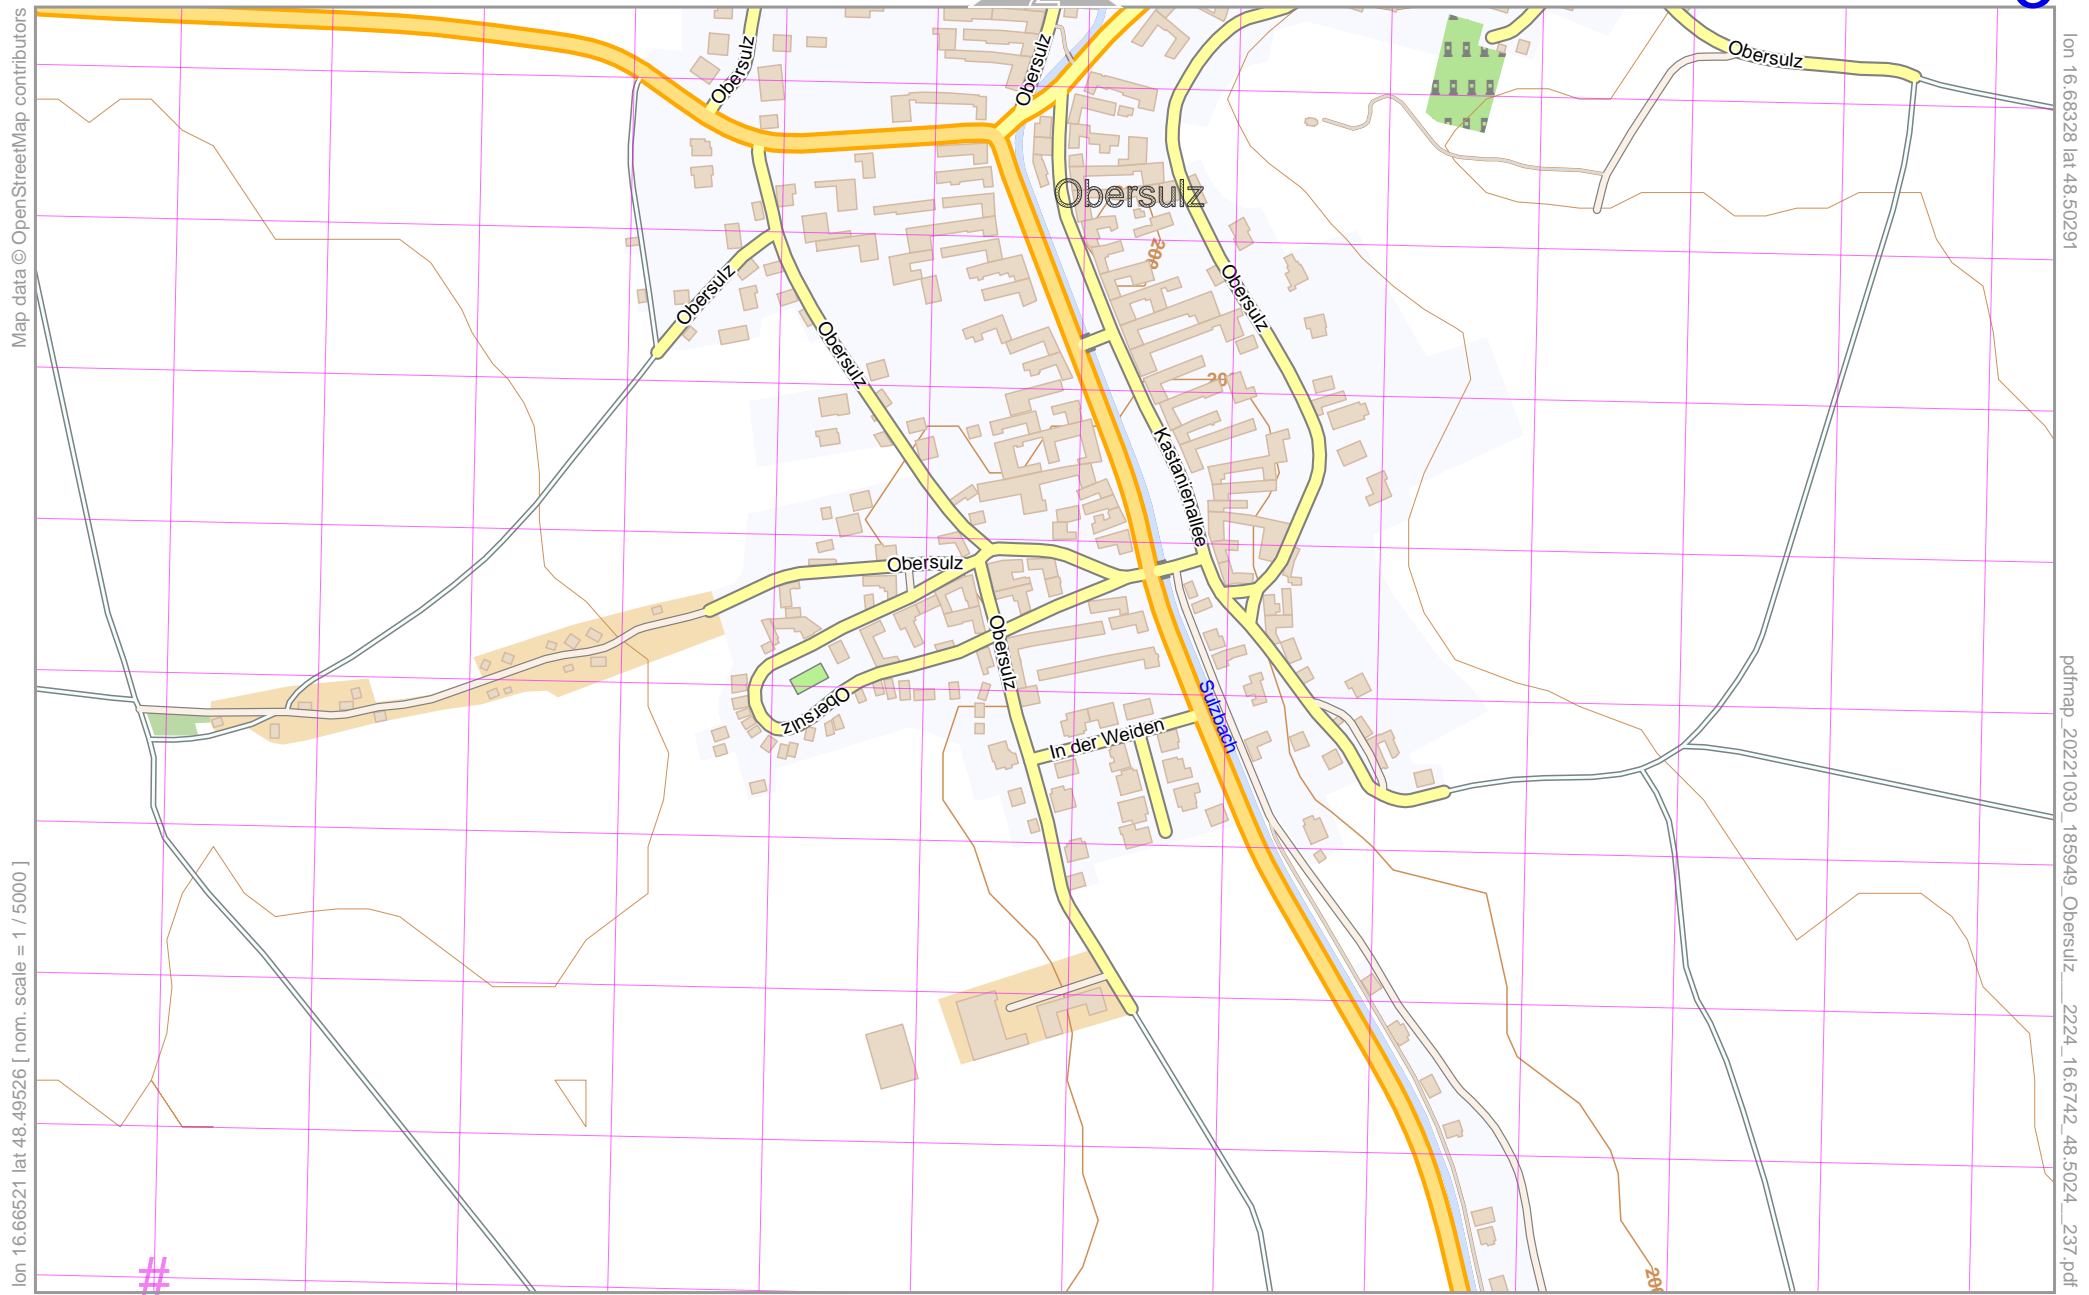 Map data © OpenStreetMap contributors
lon 16.66521 lat 48.49526 [ nom. scale = 1 / 5000 ]
lon 16.68328 lat 48.50291
pdfmap_20221030_185949_Obersulz___2224_16.6742_48.5024__237.pdf
Obersulz
Obersulz
Obersulz
Obersulz
200
Obersulz
Obersulz
Obersulz
20
Kastanienallee
Obersulz
Obersulz
Obersulz
Sulzbach
In der Weiden
#